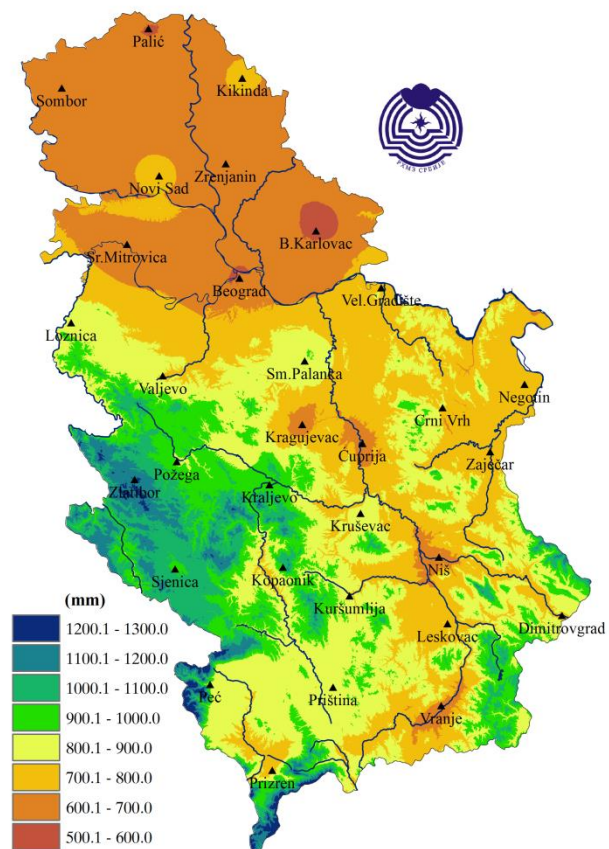 Palić
Kikinda
Sombor
Novi Sad
Zrenjanin
РХМЗ СРБИЈЕ
B.Karlovac
Sr.Mitrovica
Beograd
Vel.Gradište
Loznica
Sm.Palanka
Valjevo
Negotin
Crni Vrh
Kragujevac
Ćuprija
Zaječar
Požega
Zlatibor
Kraljevo
Kruševac
Niš
Sjenica
Kopaonik
Kuršumlija
Dimitrovgrad
Leskovac
Peć
Priština
Vranje
Prizren
(mm)
1200.1 - 1300.0
1100.1 - 1200.0
1000.1 - 1100.0
900.1 - 1000.0
800.1 - 900.0
700.1 - 800.0
600.1 - 700.0
500.1 - 600.0